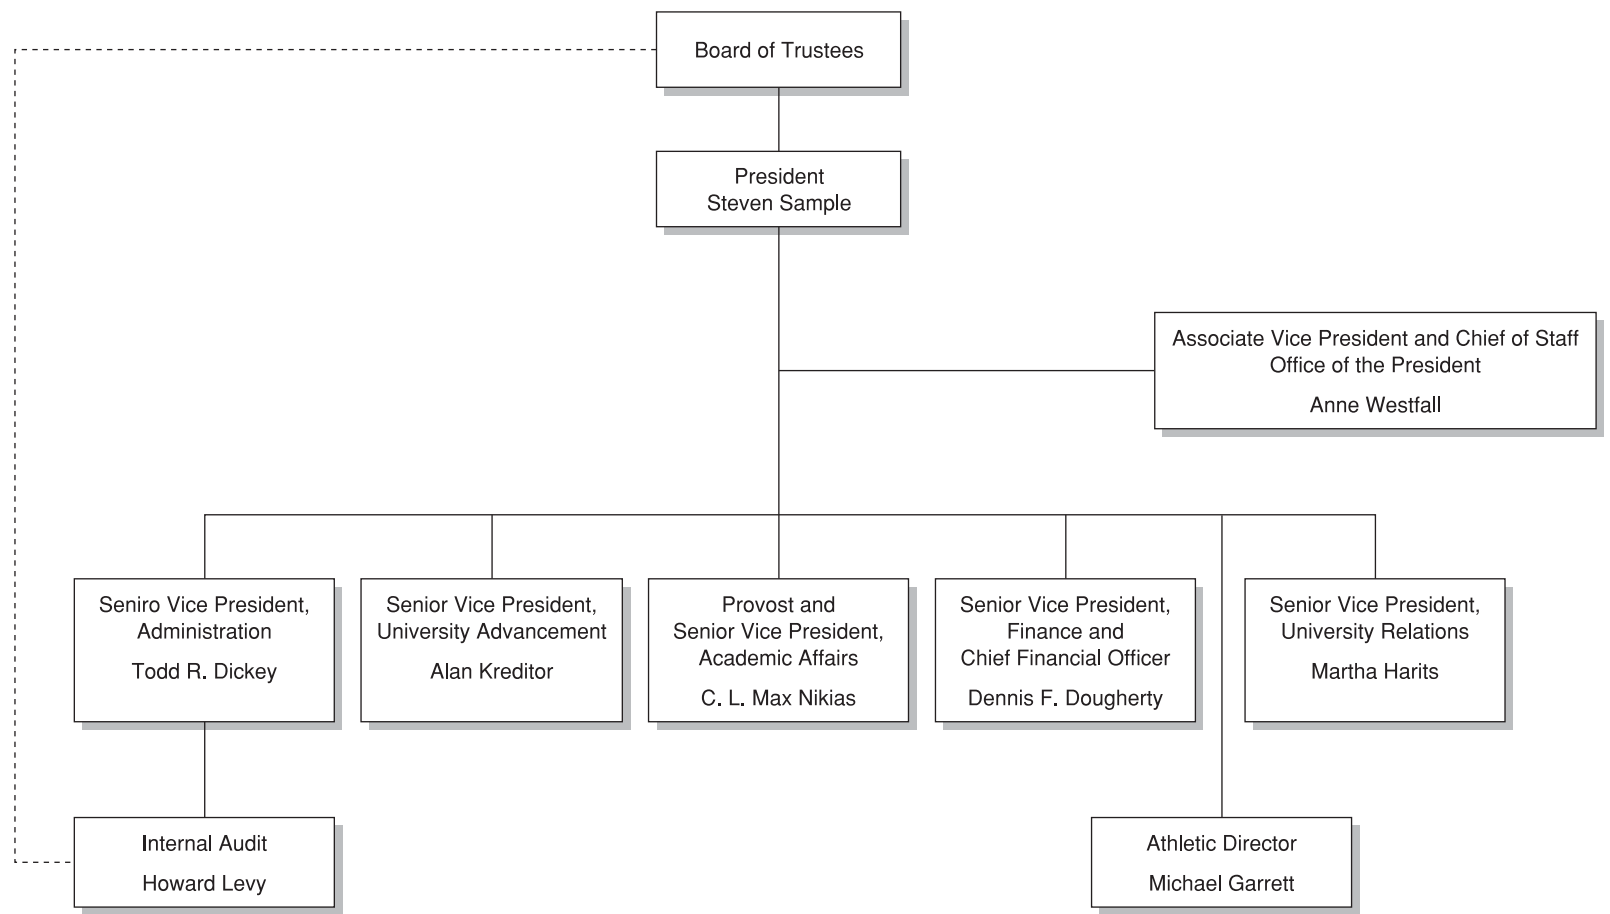 Board of Trustees
President
Steven Sample
Associate Vice President and Chief of Staff
Office of the President
Anne Westfall
Seniro Vice President,
Administration
Todd R. Dickey
Senior Vice President,
University Advancement
Alan Kreditor
Provost and
Senior Vice President,
Academic Affairs
C. L. Max Nikias
Senior Vice President,
Finance and
Chief Financial Officer
Dennis F. Dougherty
Senior Vice President,
University Relations
Martha Harits
Internal Audit
Howard Levy
Athletic Director
Michael Garrett